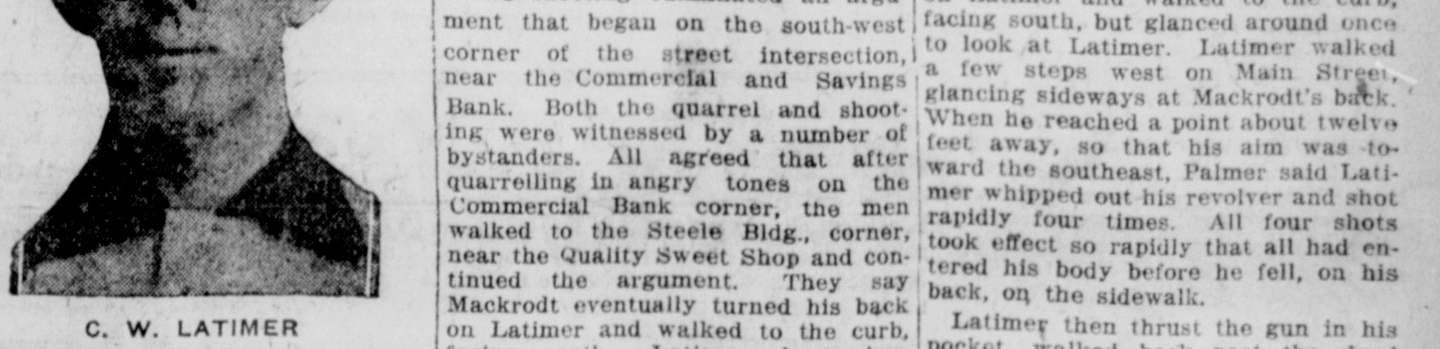 C. W. LATIMER
ment that began on the south-west
corner of the street intersection,
near the Commercial and Savings
Bank. Both the quarrel and shoot-
ing were witnessed by a number of
bystanders. All agreed that after
quarrelling in angry tones on the
Commercial Bank corner, the men
walked to the Steele Bldg., corner,
near the Quality Sweet Shop and con-
tinued the argument. They say
Mackrodt eventually turned his back
on Latimer and walked to the curb,
facing south, but glanced around once
to look at Latimer. Latimer walked
a few steps west on Main Street,
glancing sideways at Mackrodt's back.
When he reached a point about twelve
feet away, so that his aim was to-
ward the southeast, Palmer said Lati-
mer whipped out his revolver and shot
rapidly four times. All four shots
took effect so rapidly that all had en-
tered his body before he fell, on his
back, on the sidewalk.
Latimer then thrust the gun in his